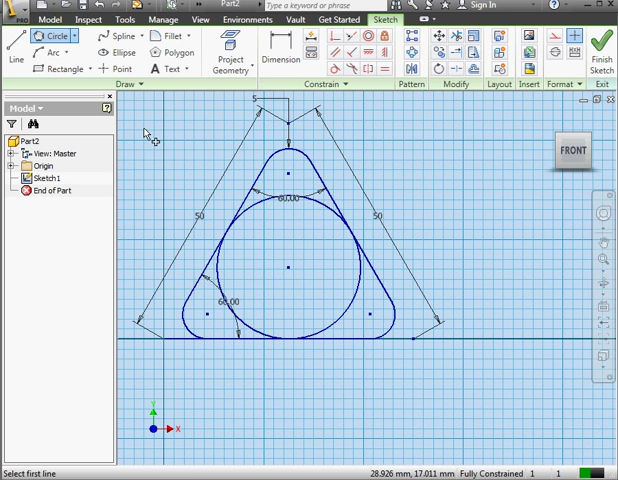 PRO
Part2
Type a keyword or phrase
Sign In
Model Inspect Tools Manage View Environments Vault Get Started Sketch
Line
Circle
Arc
Rectangle
Spline
Ellipse
Point
Fillet
Polygon
Text
Project
Geometry
Dimension
Draw
Constrain
Pattern
Modify
Layout
Insert
Format
Finish
Sketch
Exit
Model
Part2
View: Master
Origin
Sketch1
End of Part
5
50
50
60.00
60.00
FRONT
Y
X
Select first line
28.926 mm, 17.011 mm Fully Constrained 1 1